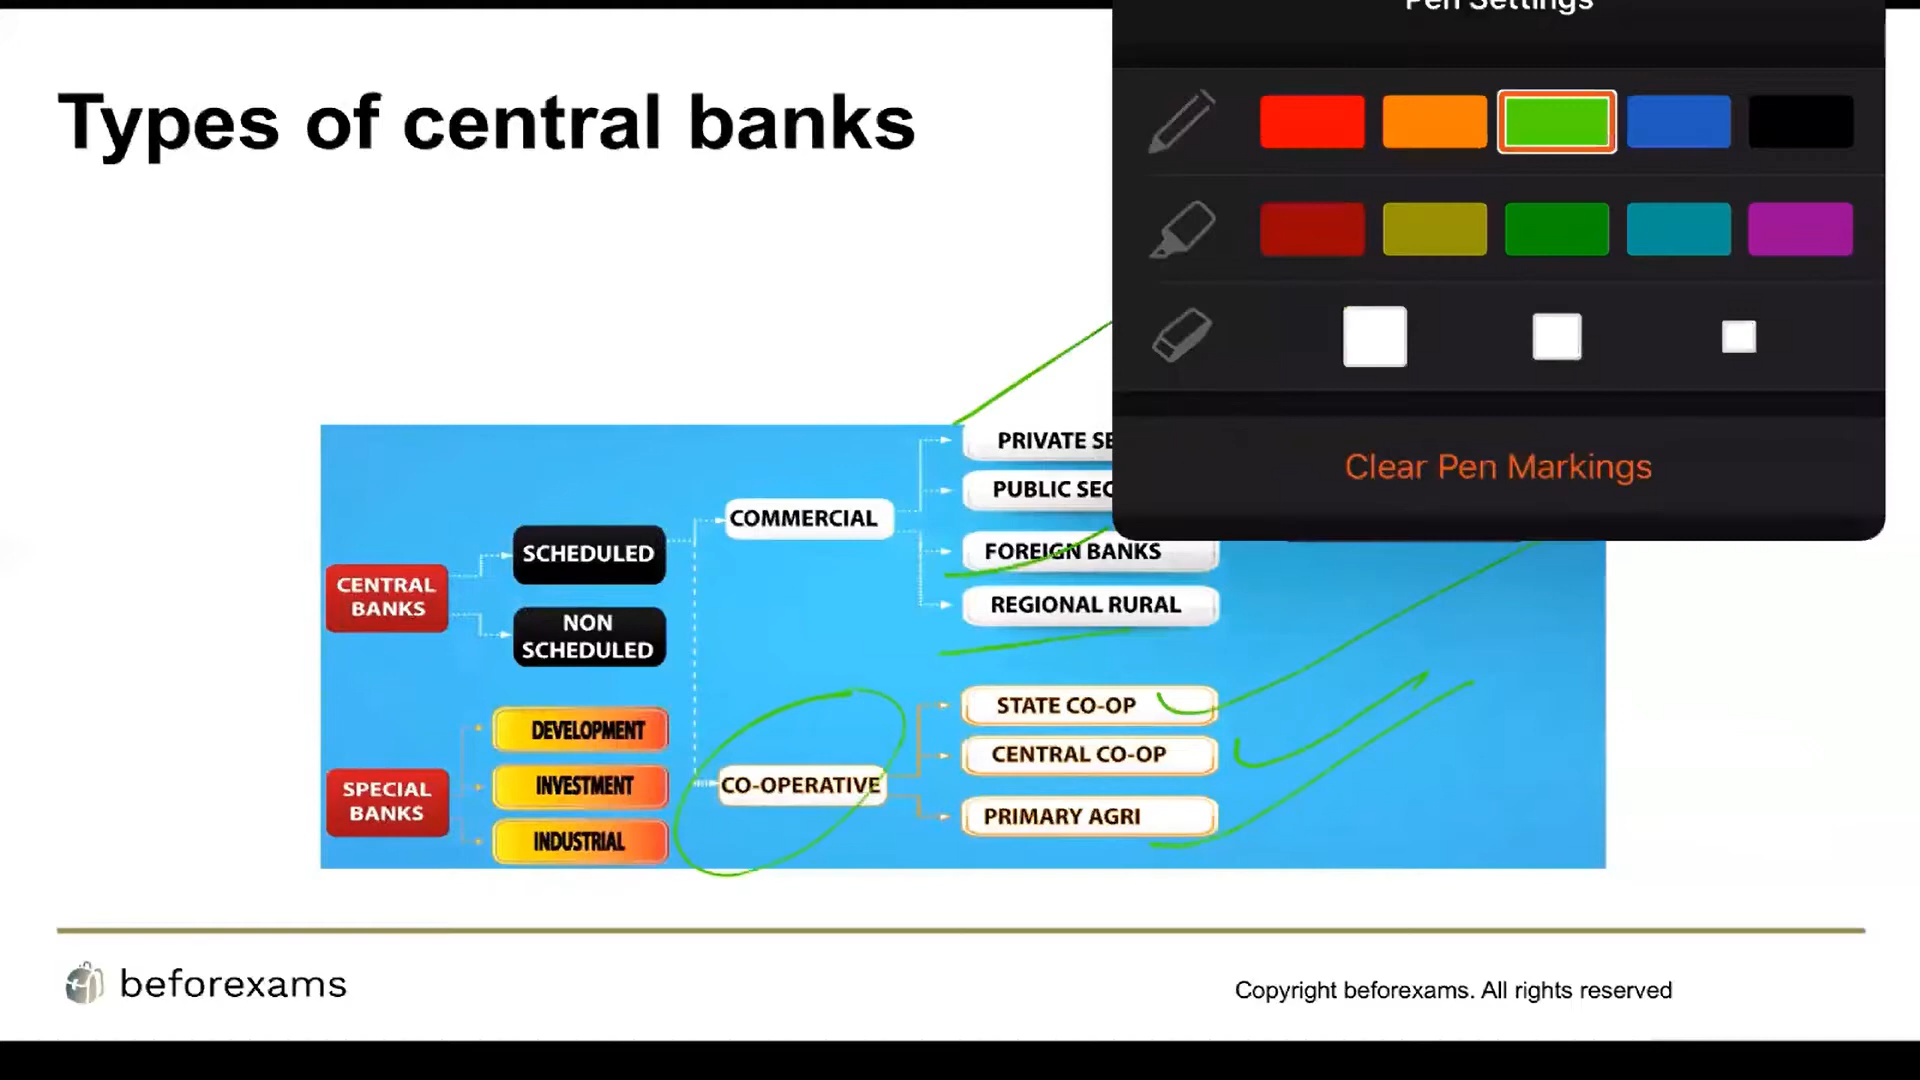 Pen Settings
Types of central banks
Clear Pen Markings
PRIVATE
PUBLIC
COMMERCIAL
SCHEDULED
FOREIGN BANKS
CENTRAL
BANKS
REGIONAL RURAL
NON
SCHEDULED
STATE CO-OP
DEVELOPMENT
CENTRAL CO-OP
INVESTMENT
CO-OPERATIVE
SPECIAL
BANKS
PRIMARY AGRI
INDUSTRIAL
beforexams
Copyright beforexams. All rights reserved